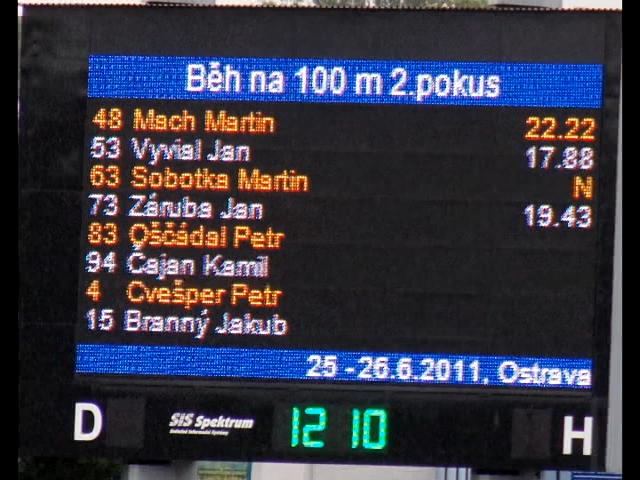 Běh na 100 m 2.pokus
48 Mach Martin 22.22
53 Vyvial Jan 17.88
63 Sobotka Martin N
73 Záruba Jan 19.43
83 Oščádal Petr
94 Čajan Kamil
4 Cvešper Petr
15 Branný Jakub
25 - 26.6.2011, Ostrava
D SiS Spektrum 12 10 H